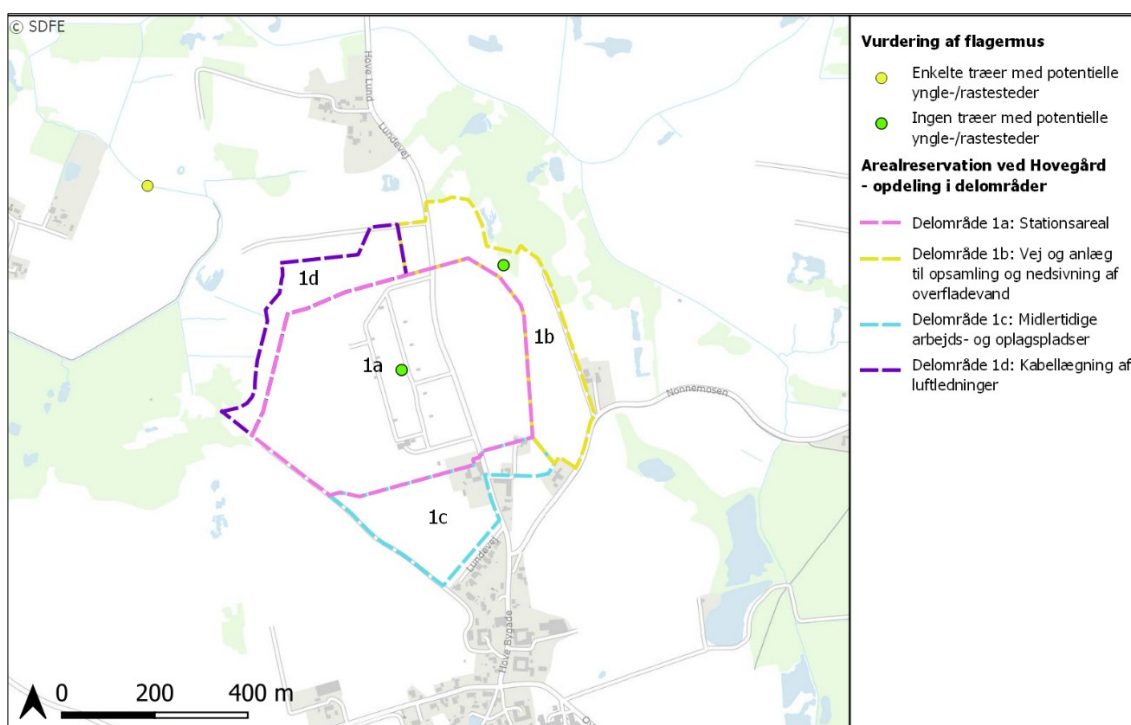 © SDFE
Hove Lund
Lundevej
1d
1b
1a
Nonnemosen
1c
Lundevej
Hove Bygade
0 200 400 m
Vurdering af flagermus
Enkelte træer med potentielle
yngle-/rastesteder
Ingen træer med potentielle
yngle-/rastesteder
Arealreservation ved Hovegård
- opdeling i delområder
Delområde 1a: Stationsareal
Delområde 1b: Vej og anlæg
til opsamling og nedsivning af
overfladevand
Delområde 1c: Midlertidige
arbejds- og oplagspladser
Delområde 1d: Kabellægning af
luftledninger